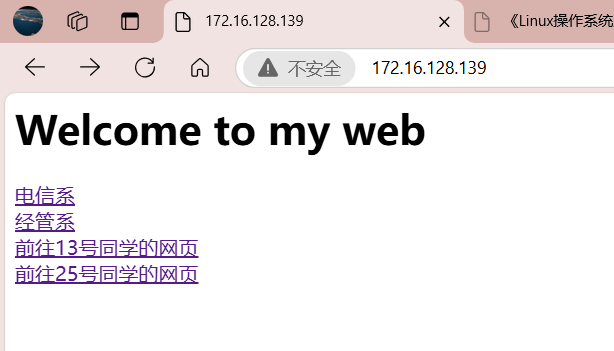 172.16.128.139
《Linux操作系统
不安全
172.16.128.139
Welcome to my web
电信系
经管系
前往13号同学的网页
前往25号同学的网页